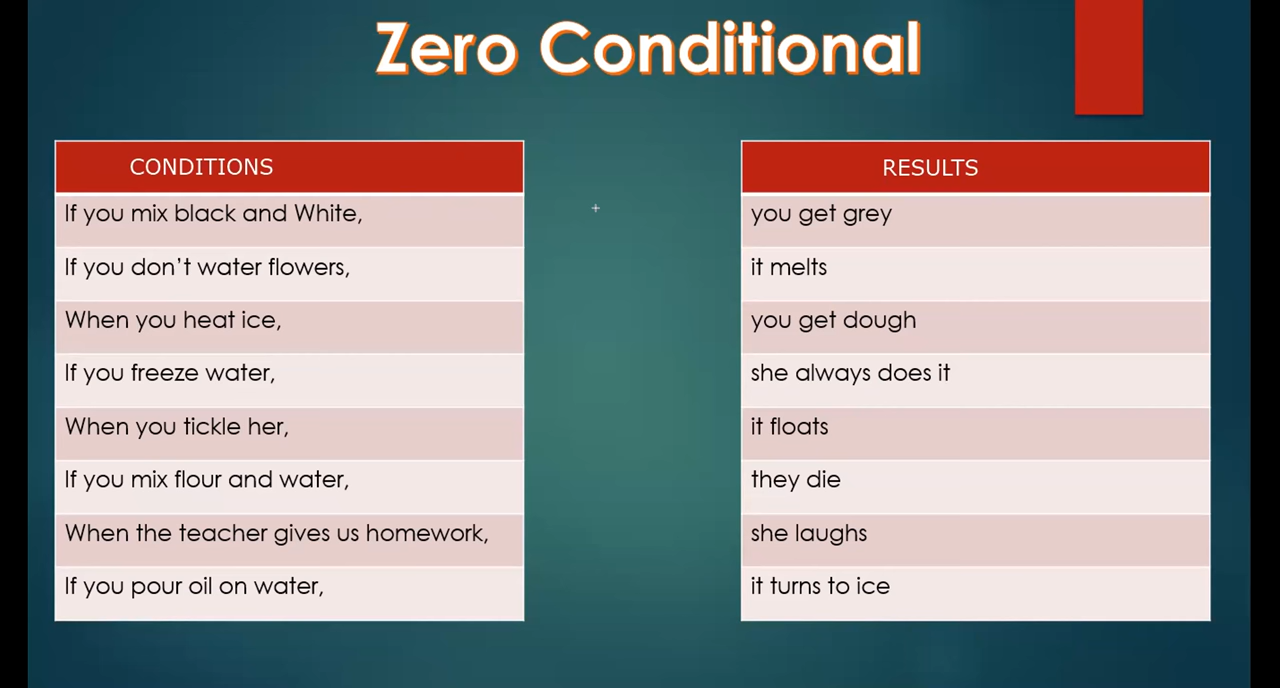 Zero Conditional
CONDITIONS
If you mix black and White,
If you don’t water flowers,
When you heat ice,
If you freeze water,
When you tickle her,
If you mix flour and water,
When the teacher gives us homework,
If you pour oil on water,
RESULTS
you get grey
it melts
you get dough
she always does it
it floats
they die
she laughs
it turns to ice